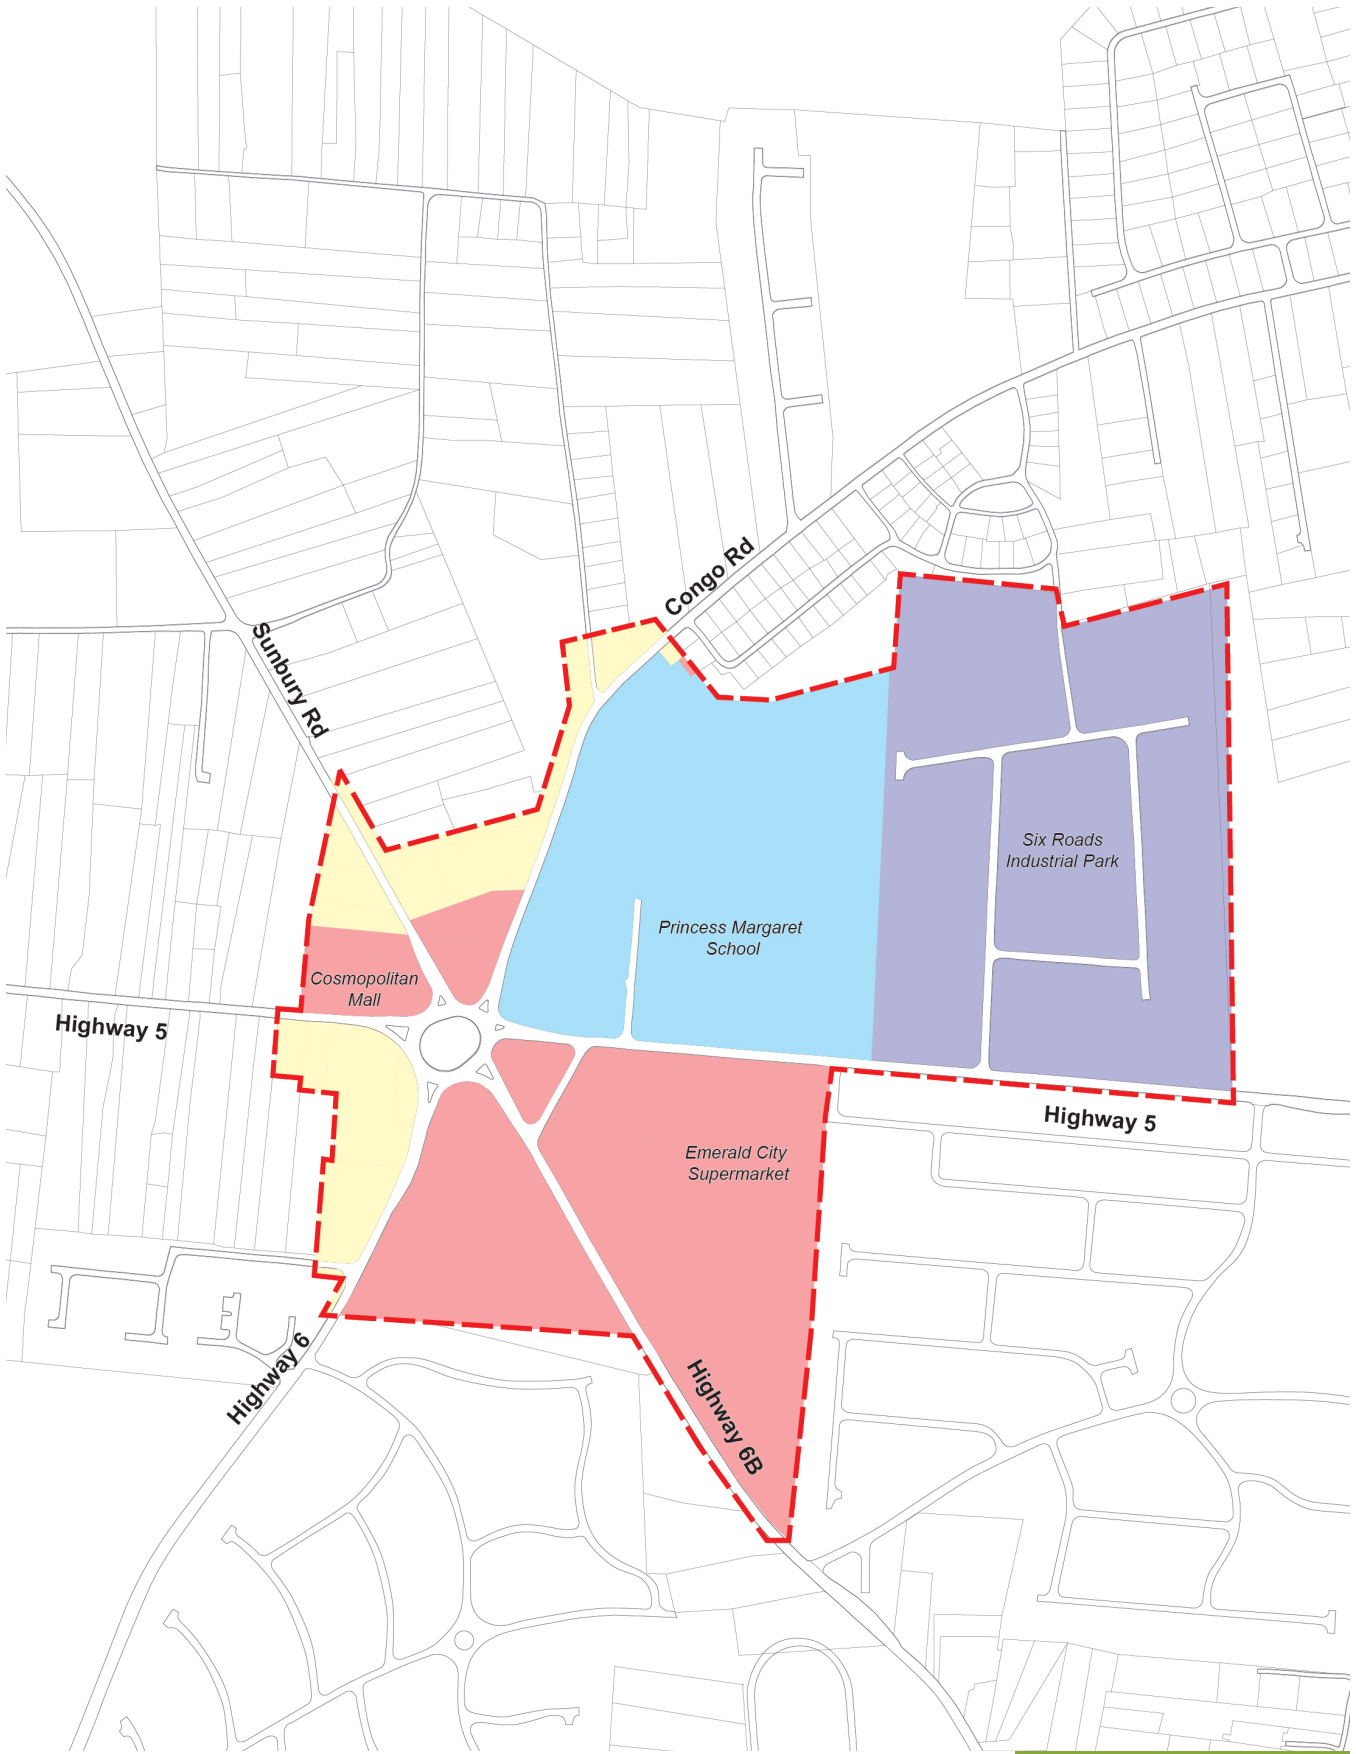 Congo Rd
Sunbury Rd
Six Roads
Industrial Park
Princess Margaret
School
Cosmopolitan
Mall
Highway 5
Highway 5
Emerald City
Supermarket
Highway 6
Highway 6B